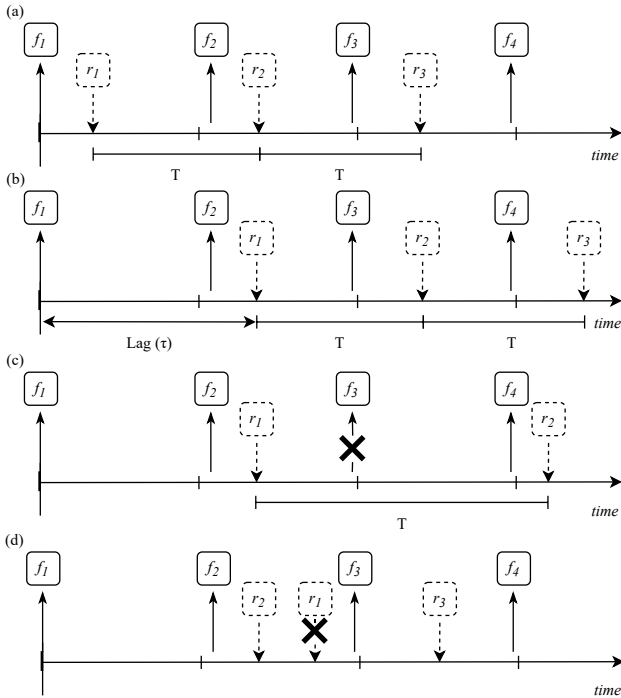 (a)
f1 f2 f3 f4
r1 r2 r3
time
T T
(b)
f1 f2 f3 f4
r1 r2 r3
time
Lag (τ) T T
(c)
f1 f2 f3 f4
r1 r2
time
T
(d)
f1 f2 f3 f4
r2 r1 r3
time